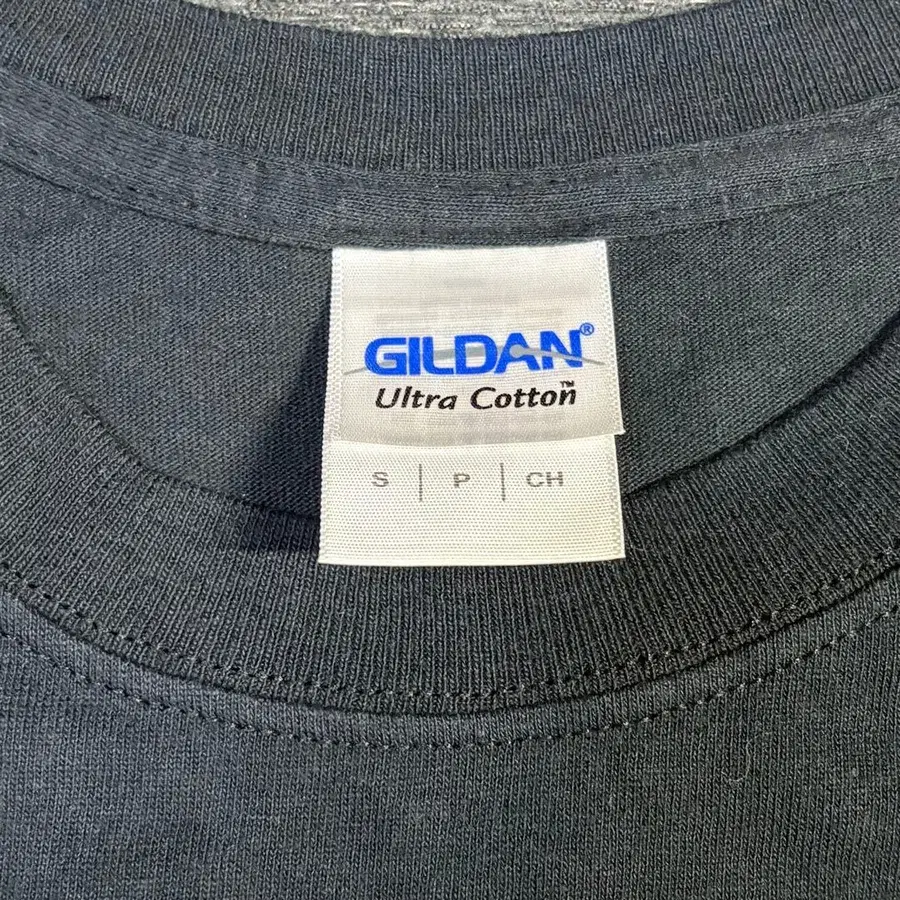 GILDAN®
Ultra Cotton™
S | P | CH